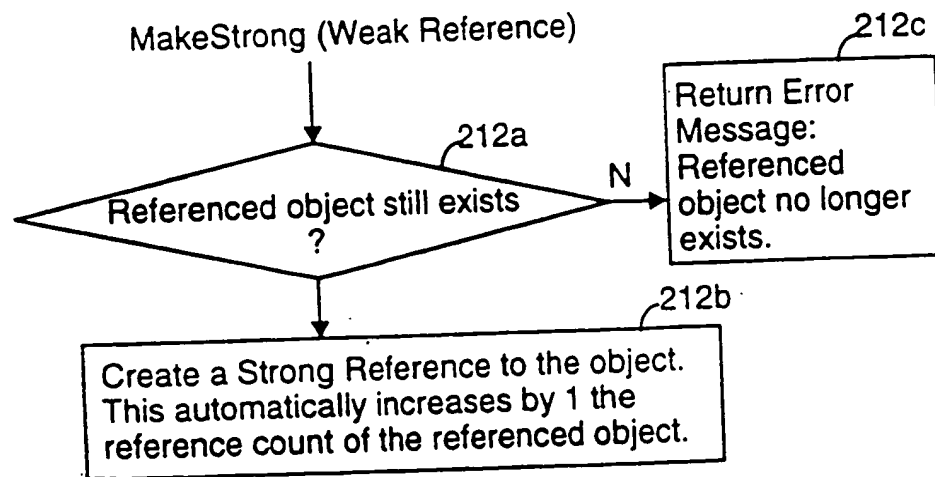 MakeStrong (Weak Reference)
212c
Return Error
Message:
Referenced
object no longer
exists.
212a
N
Referenced object still exists
?
212b
Create a Strong Reference to the object.
This automatically increases by 1 the
reference count of the referenced object.